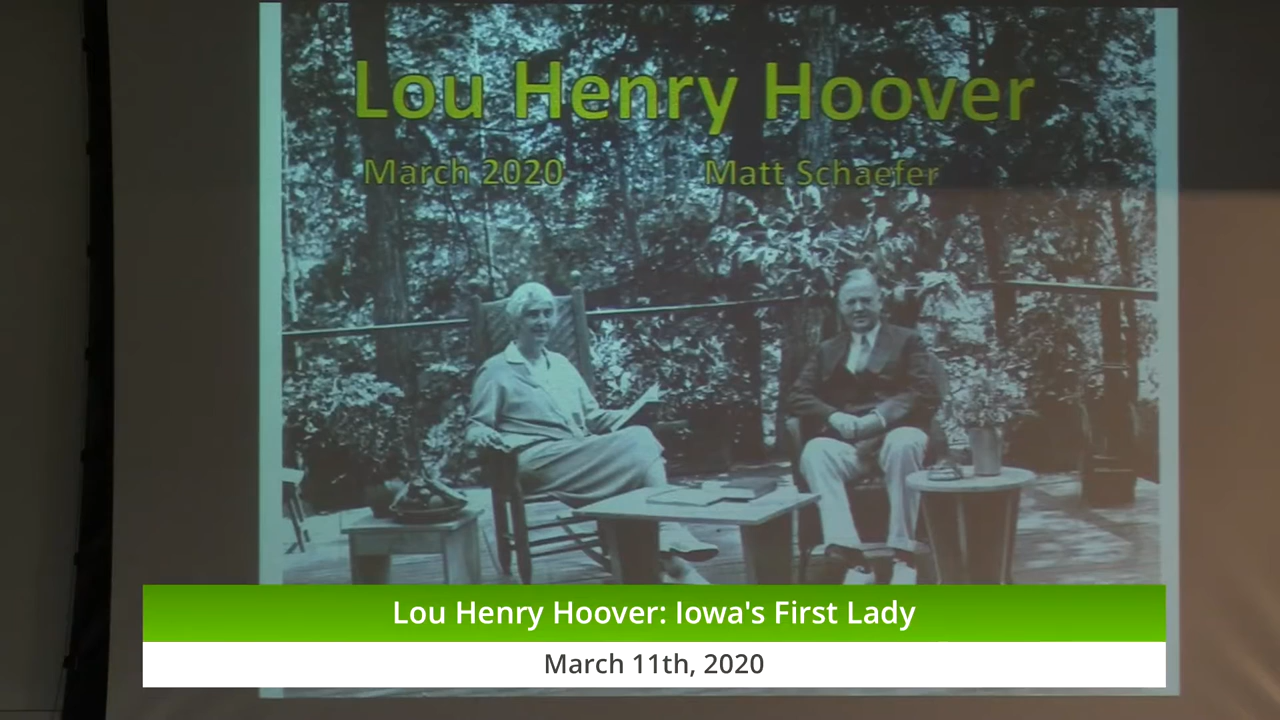 Lou Henry Hoover
March 2020 Matt Schaefer
Lou Henry Hoover: Iowa's First Lady
March 11th, 2020